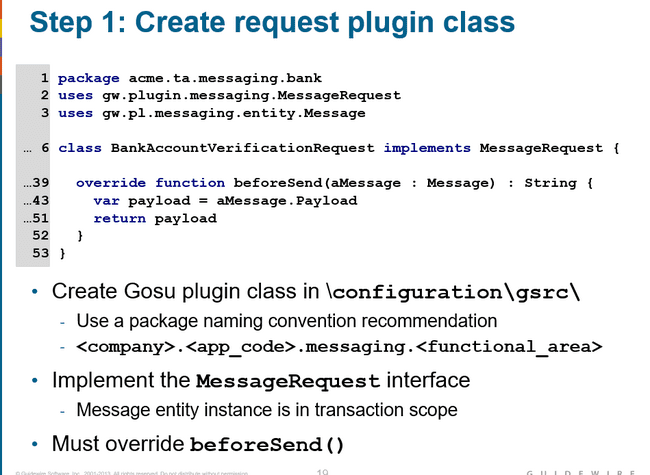 Step 1: Create request plugin class
1 package acme.ta.messaging.bank
2 uses gw.plugin.messaging.MessageRequest
3 uses gw.pl.messaging.entity.Message
… 6 class BankAccountVerificationRequest implements MessageRequest {
…39 override function beforeSend(aMessage : Message) : String {
…43 var payload = aMessage.Payload
…51 return payload
52 }
53 }
• Create Gosu plugin class in \configuration\gsrc\
- Use a package naming convention recommendation
- <company>.<app_code>.messaging.<functional_area>
• Implement the MessageRequest interface
- Message entity instance is in transaction scope
• Must override beforeSend()
© Guidewire Software, Inc. 2001-2013. All rights reserved. Do not distribute without permission.
19
GUIDEWIRE